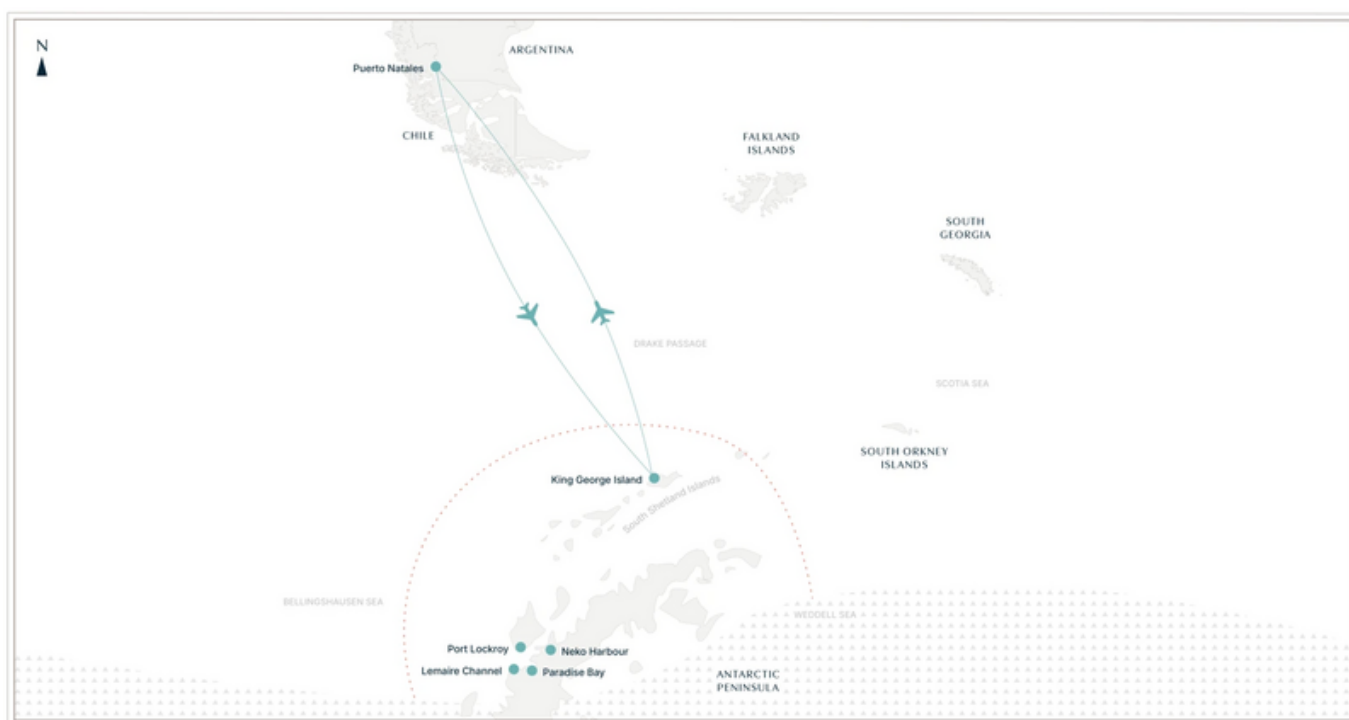 N
ARGENTINA
Puerto Natales
CHILE
FALKLAND
ISLANDS
SOUTH
GEORGIA
DRAKE PASSAGE
SCOTIA SEA
SOUTH ORKNEY
ISLANDS
King George Island
South Shetland Islands
BELLINGSHAUSEN SEA
WEDDELL SEA
Port Lockroy
Neko Harbour
Lemaire Channel
Paradise Bay
ANTARCTIC
PENINSULA